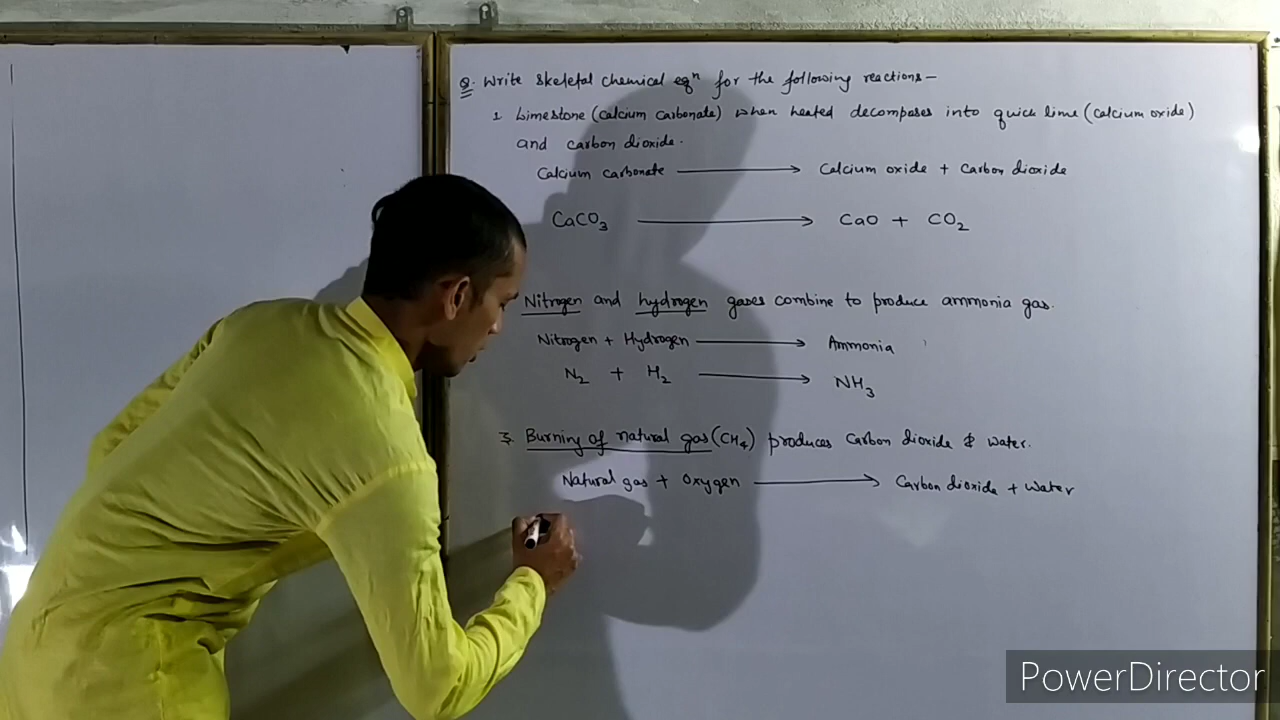 Q. Write skeletal chemical eqⁿ for the following reactions –
1. Limestone (calcium carbonate) when heated decomposes into quick lime (calcium oxide)
and carbon dioxide.
Calcium carbonate ⟶ Calcium oxide + Carbon dioxide
CaCO₃ ⟶ CaO + CO₂
Nitrogen and hydrogen gases combine to produce ammonia gas.
Nitrogen + Hydrogen ⟶ Ammonia
N₂ + H₂ ⟶ NH₃
3. Burning of natural gas (CH₄) produces Carbon dioxide & water.
Natural gas + Oxygen ⟶ Carbon dioxide + Water
PowerDirector